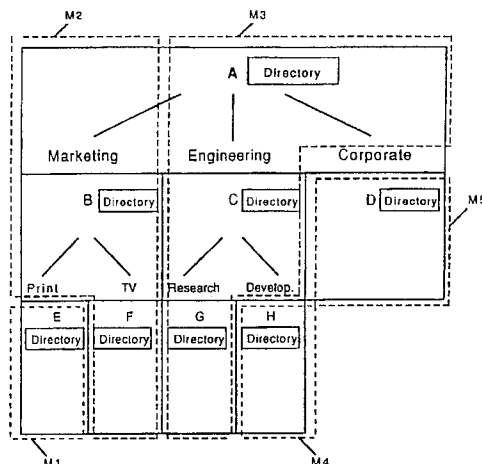 M2 M3
A Directory
Marketing Engineering Corporate
B Directory C Directory D Directory M5
Print TV Research Develop.
E F G H
Directory Directory Directory Directory
M1 M4